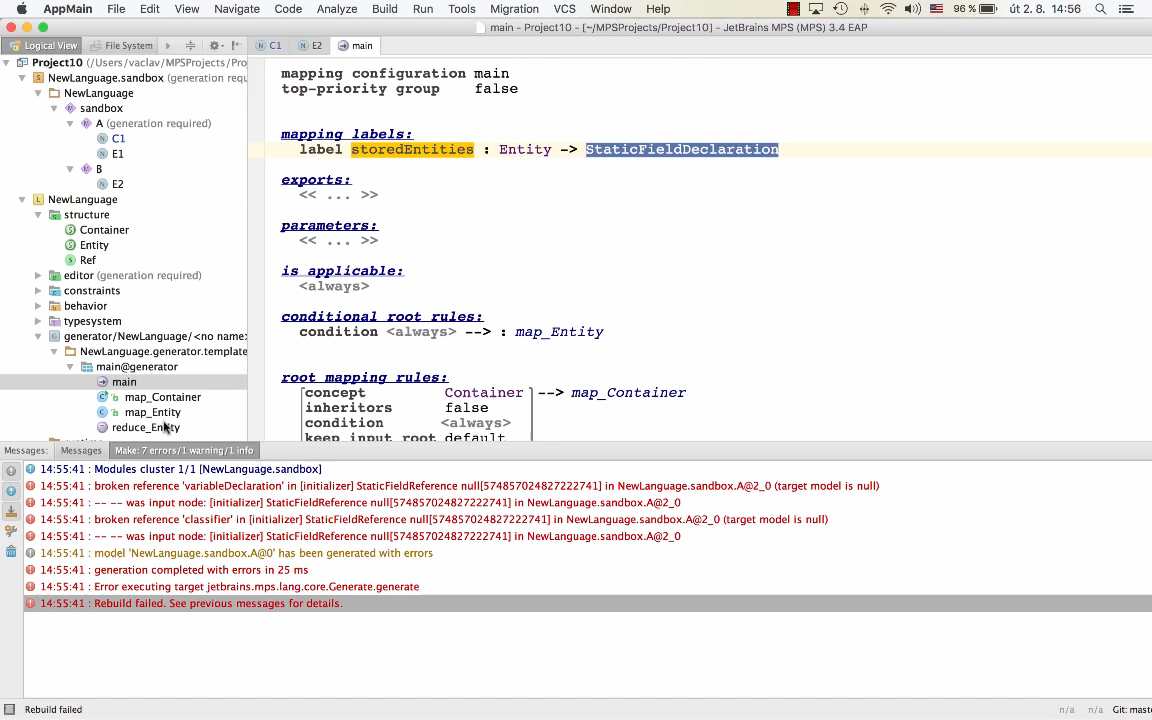 AppMain File Edit View Navigate Code Analyze Build Run Tools Migration VCS Window Help 96 % út 2. 8. 14:56
main - Project10 - [~/MPSProjects/Project10] - JetBrains MPS (MPS) 3.4 EAP
Logical View File System C1 E2 main
Project10 (/Users/vaclav/MPSProjects/Proj
NewLanguage.sandbox (generation requ
NewLanguage
sandbox
A (generation required)
C1
E1
B
E2
NewLanguage
structure
Container
Entity
Ref
editor (generation required)
constraints
behavior
typesystem
generator/NewLanguage/<no name>
NewLanguage.generator.template
main@generator
main
map_Container
map_Entity
reduce_Entity
mapping configuration main
top-priority group false
mapping labels:
label storedEntities : Entity -> StaticFieldDeclaration
exports:
<< ... >>
parameters:
<< ... >>
is applicable:
<always>
conditional root rules:
condition <always> --> : map_Entity
root mapping rules:
concept Container --> map_Container
inheritors false
condition <always>
keep input root default
Messages: Messages Make: 7 errors/1 warning/1 info
14:55:41 : Modules cluster 1/1 [NewLanguage.sandbox]
14:55:41 : broken reference 'variableDeclaration' in [initializer] StaticFieldReference null[574857024827222741] in NewLanguage.sandbox.A@2_0 (target model is null)
14:55:41 : -- -- was input node: [initializer] StaticFieldReference null[574857024827222741] in NewLanguage.sandbox.A@2_0
14:55:41 : broken reference 'classifier' in [initializer] StaticFieldReference null[574857024827222741] in NewLanguage.sandbox.A@2_0 (target model is null)
14:55:41 : -- -- was input node: [initializer] StaticFieldReference null[574857024827222741] in NewLanguage.sandbox.A@2_0
14:55:41 : model 'NewLanguage.sandbox.A@0' has been generated with errors
14:55:41 : generation completed with errors in 25 ms
14:55:41 : Error executing target jetbrains.mps.lang.core.Generate.generate
14:55:41 : Rebuild failed. See previous messages for details.
Rebuild failed n/a n/a Git: maste